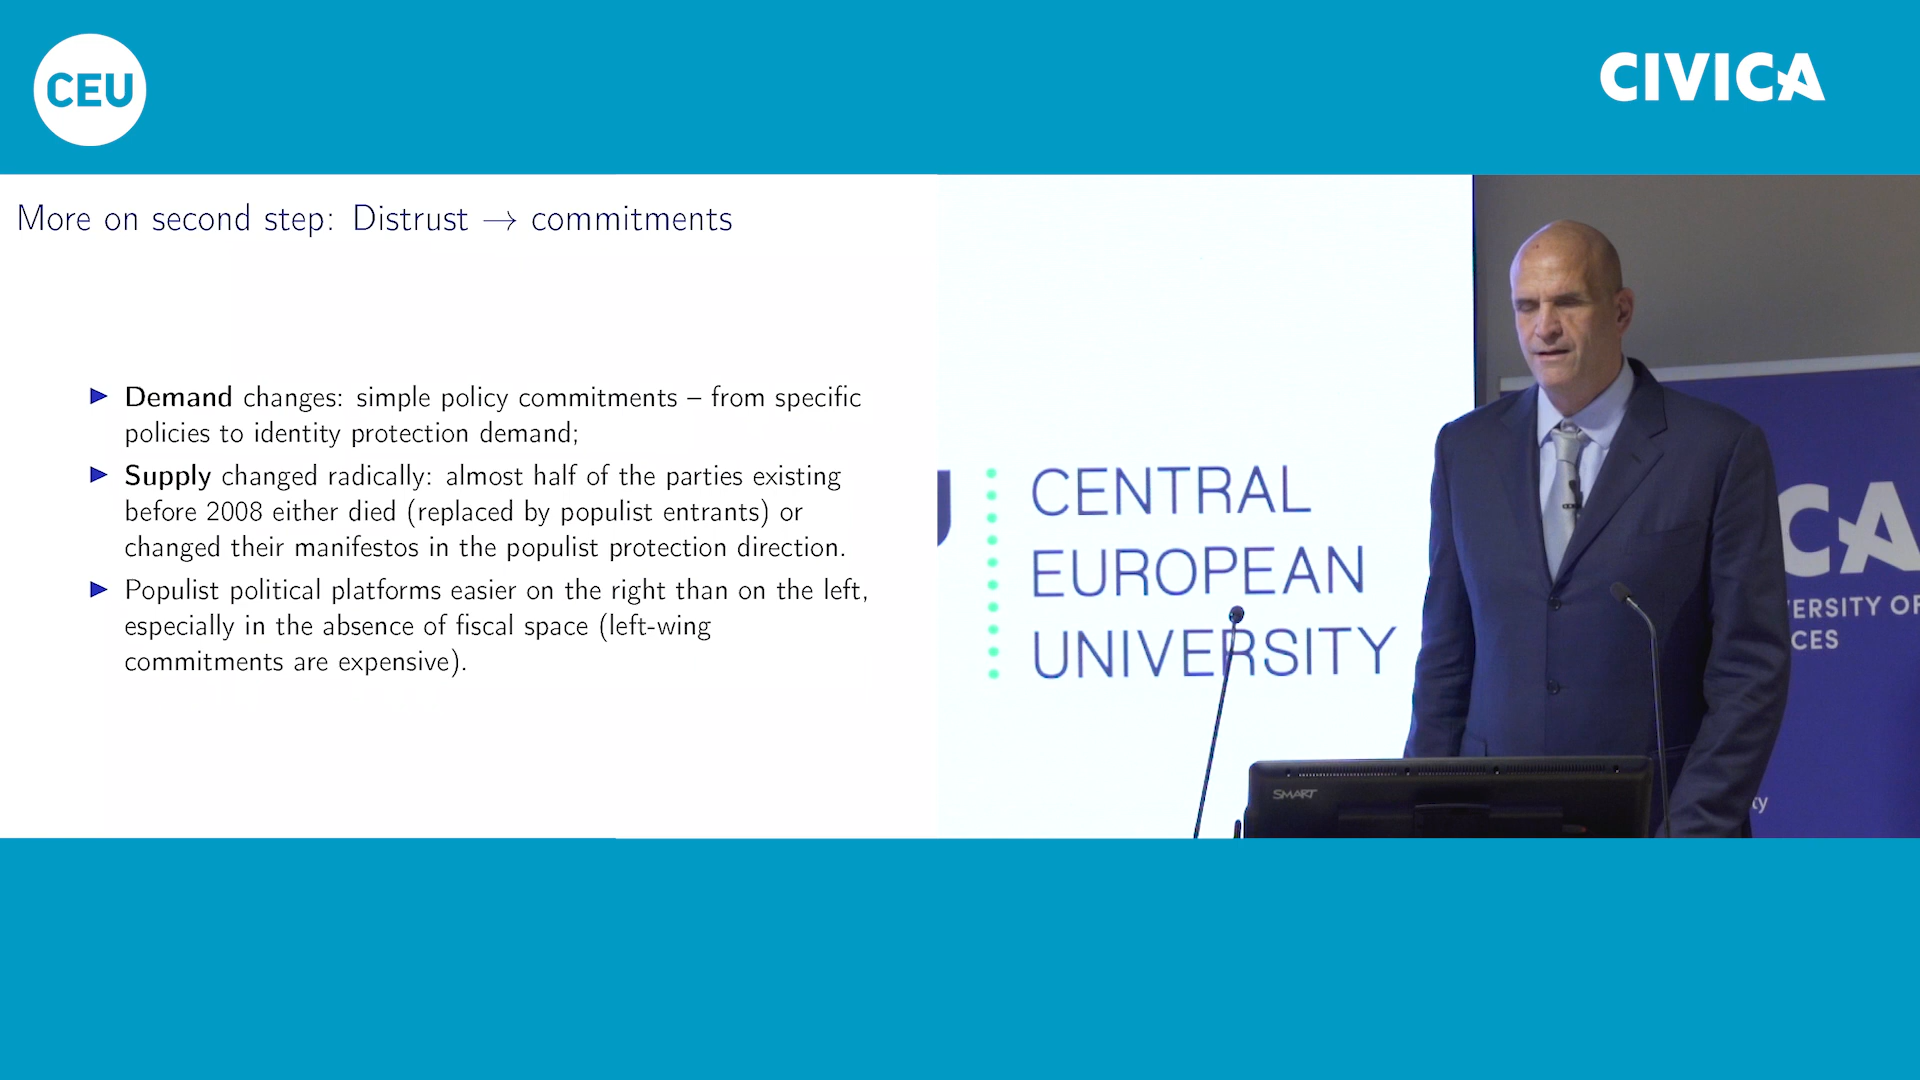 CEU
CIVICA
More on second step: Distrust → commitments
▶ Demand changes: simple policy commitments – from specific
policies to identity protection demand;
▶ Supply changed radically: almost half of the parties existing
before 2008 either died (replaced by populist entrants) or
changed their manifestos in the populist protection direction.
▶ Populist political platforms easier on the right than on the left,
especially in the absence of fiscal space (left-wing
commitments are expensive).
CENTRAL
EUROPEAN
UNIVERSITY
SMART
CA
ERSITY OF
CES
ty